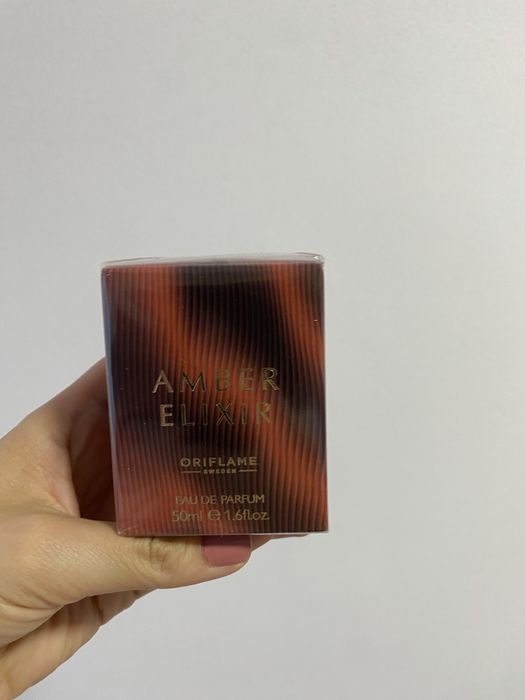 AMBER
ELIXIR
ORIFLAME
SWEDEN
EAU DE PARFUM
50ml ℮ 1.6fl.oz.